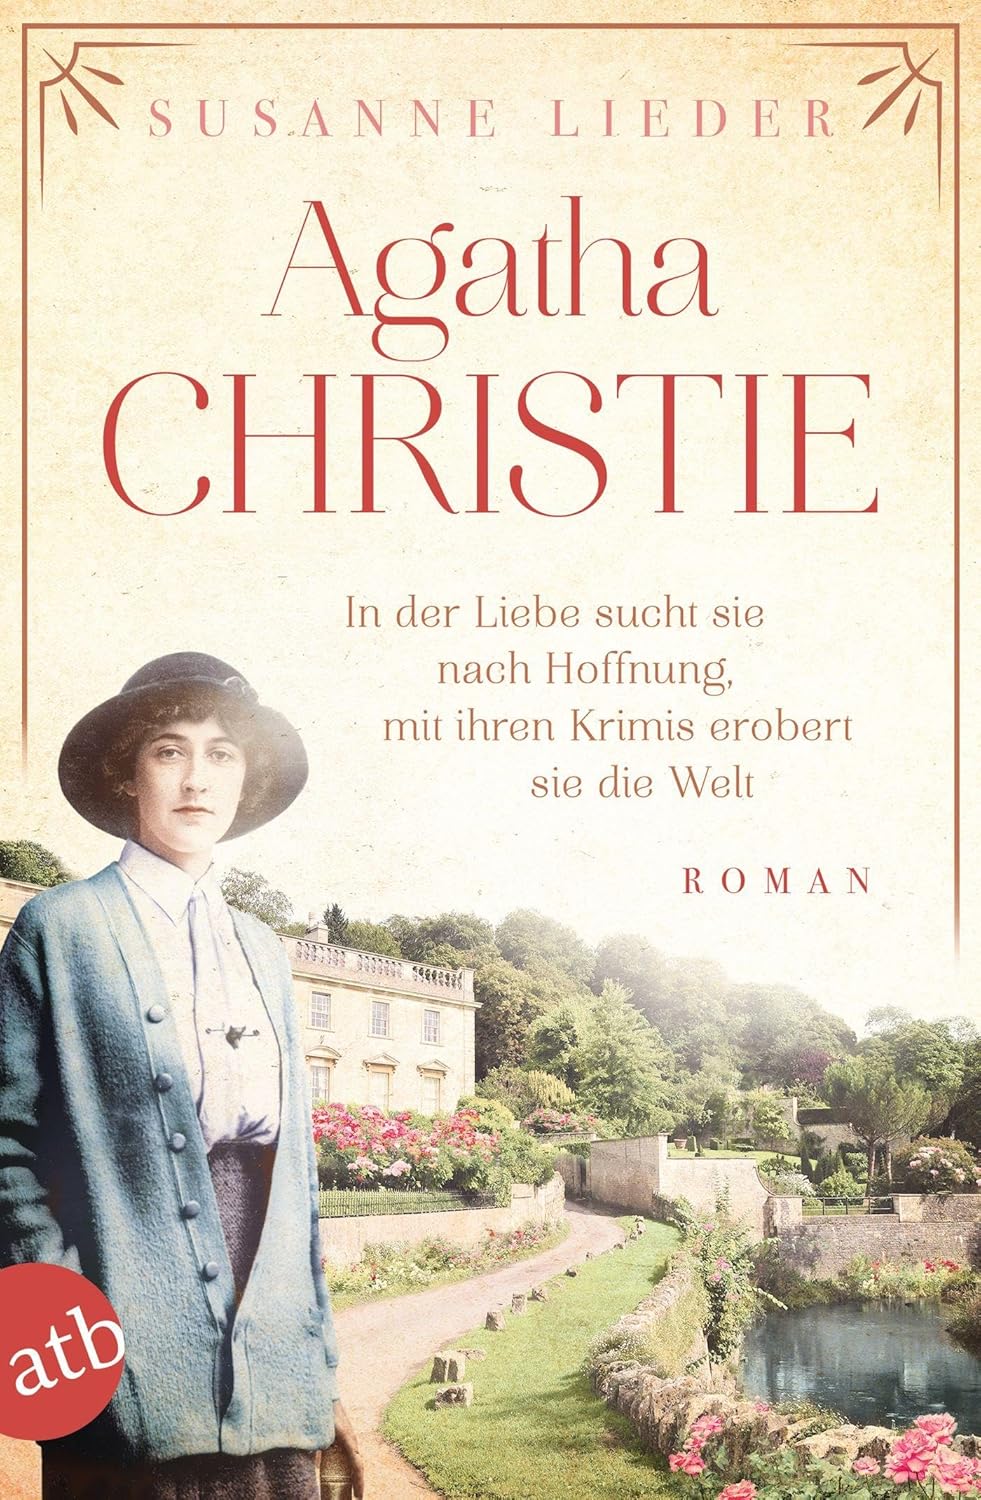 SUSANNE LIEDER
Agatha
CHRISTIE
In der Liebe sucht sie
nach Hoffnung,
mit ihren Krimis erobert
sie die Welt
ROMAN
atb